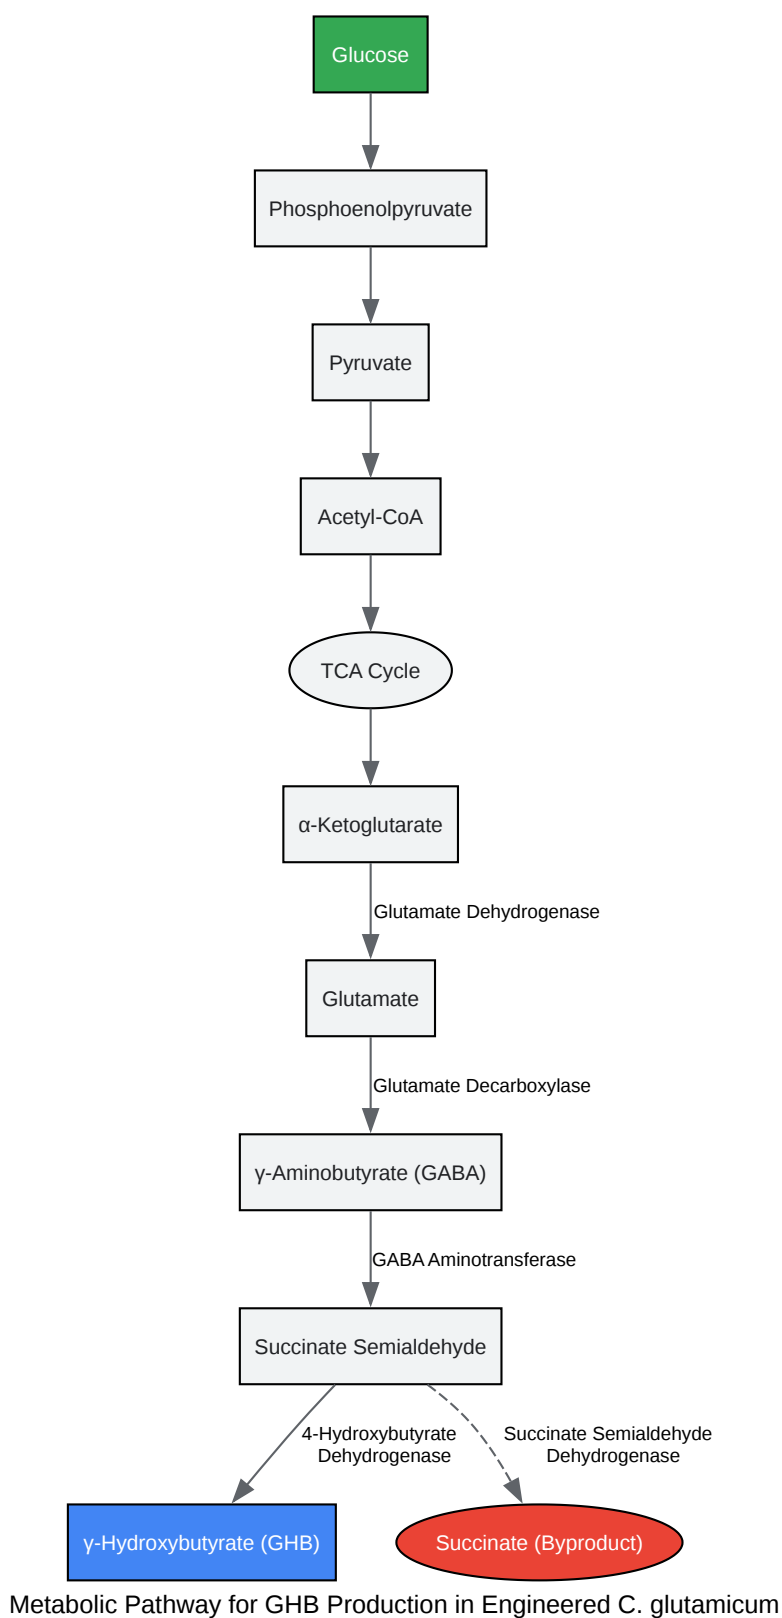 Glucose
Phosphoenolpyruvate
Pyruvate
Acetyl-CoA
TCA Cycle
α-Ketoglutarate
Glutamate Dehydrogenase
Glutamate
Glutamate Decarboxylase
γ-Aminobutyrate (GABA)
GABA Aminotransferase
Succinate Semialdehyde
4-Hydroxybutyrate
Dehydrogenase
Succinate Semialdehyde
Dehydrogenase
γ-Hydroxybutyrate (GHB)
Succinate (Byproduct)
Metabolic Pathway for GHB Production in Engineered C. glutamicum